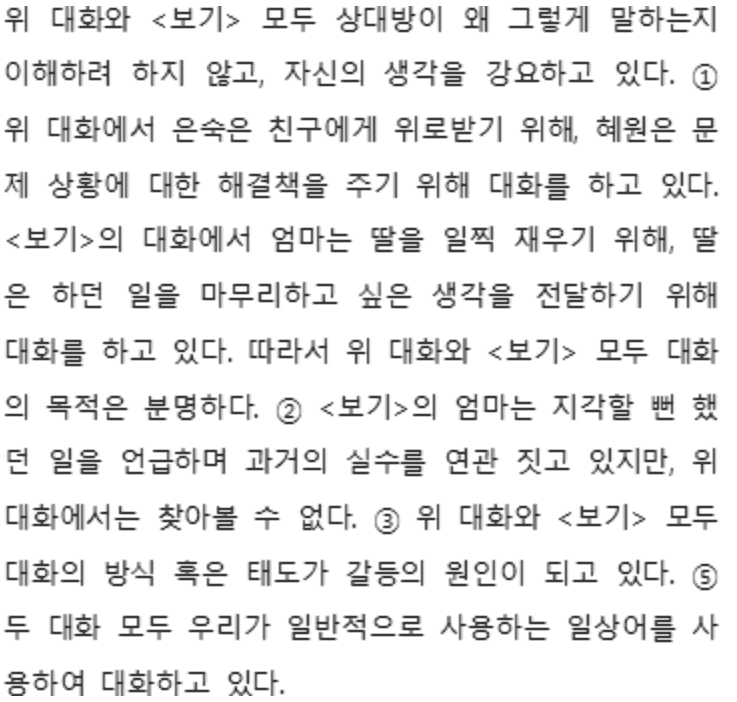 위 대화와 <보기> 모두 상대방이 왜 그렇게 말하는지
이해하려 하지 않고, 자신의 생각을 강요하고 있다. ①
위 대화에서 은숙은 친구에게 위로받기 위해, 혜원은 문
제 상황에 대한 해결책을 주기 위해 대화를 하고 있다.
<보기>의 대화에서 엄마는 딸을 일찍 재우기 위해, 딸
은 하던 일을 마무리하고 싶은 생각을 전달하기 위해
대화를 하고 있다. 따라서 위 대화와 <보기> 모두 대화
의 목적은 분명하다. ② <보기>의 엄마는 지각할 뻔 했
던 일을 언급하며 과거의 실수를 연관 짓고 있지만, 위
대화에서는 찾아볼 수 없다. ③ 위 대화와 <보기> 모두
대화의 방식 혹은 태도가 갈등의 원인이 되고 있다. ⑤
두 대화 모두 우리가 일반적으로 사용하는 일상어를 사
용하여 대화하고 있다.